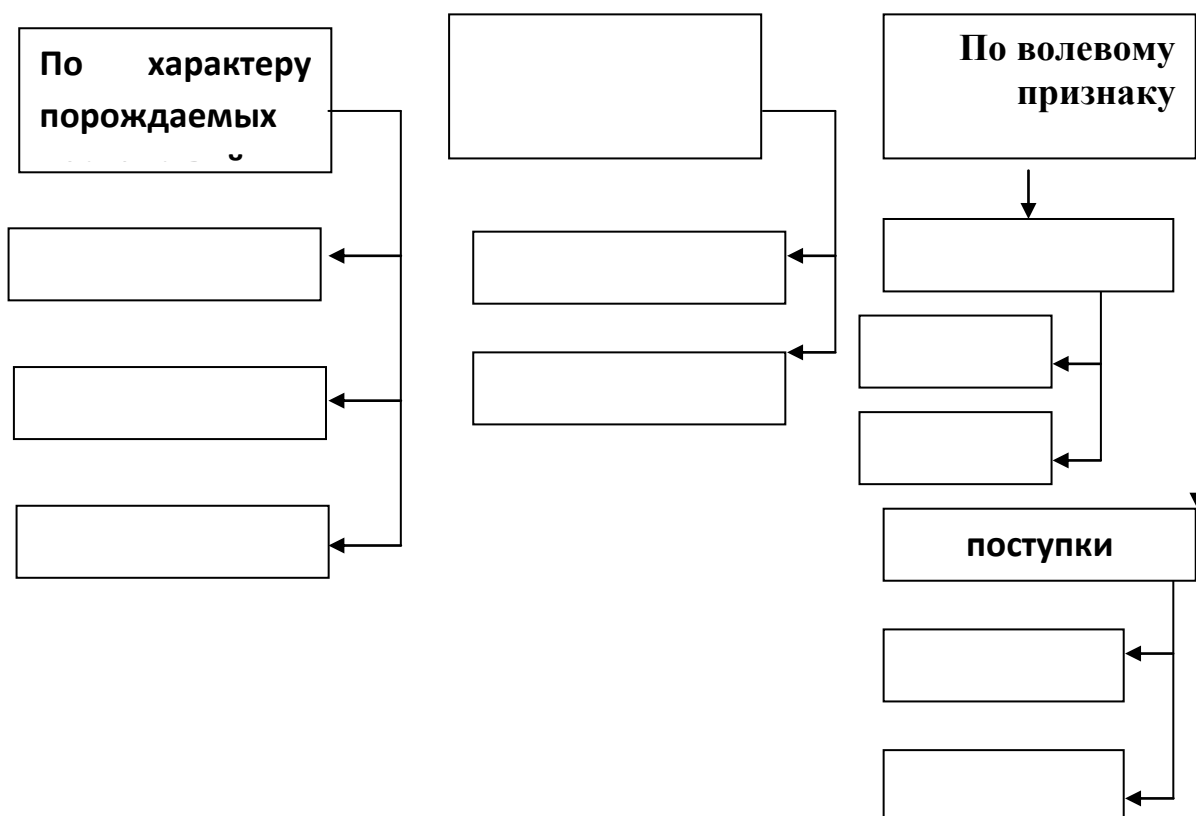 По характеру
порождаемых
По волевому
признаку
поступки